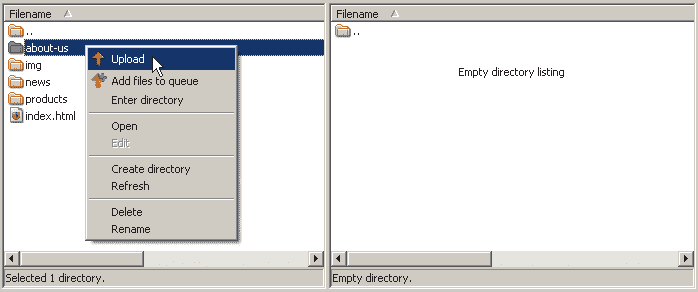 Filename
..
about-us
img
news
products
index.html
Upload
Add files to queue
Enter directory
Open
Edit
Create directory
Refresh
Delete
Rename
Selected 1 directory.
Filename
..
Empty directory listing
Empty directory.